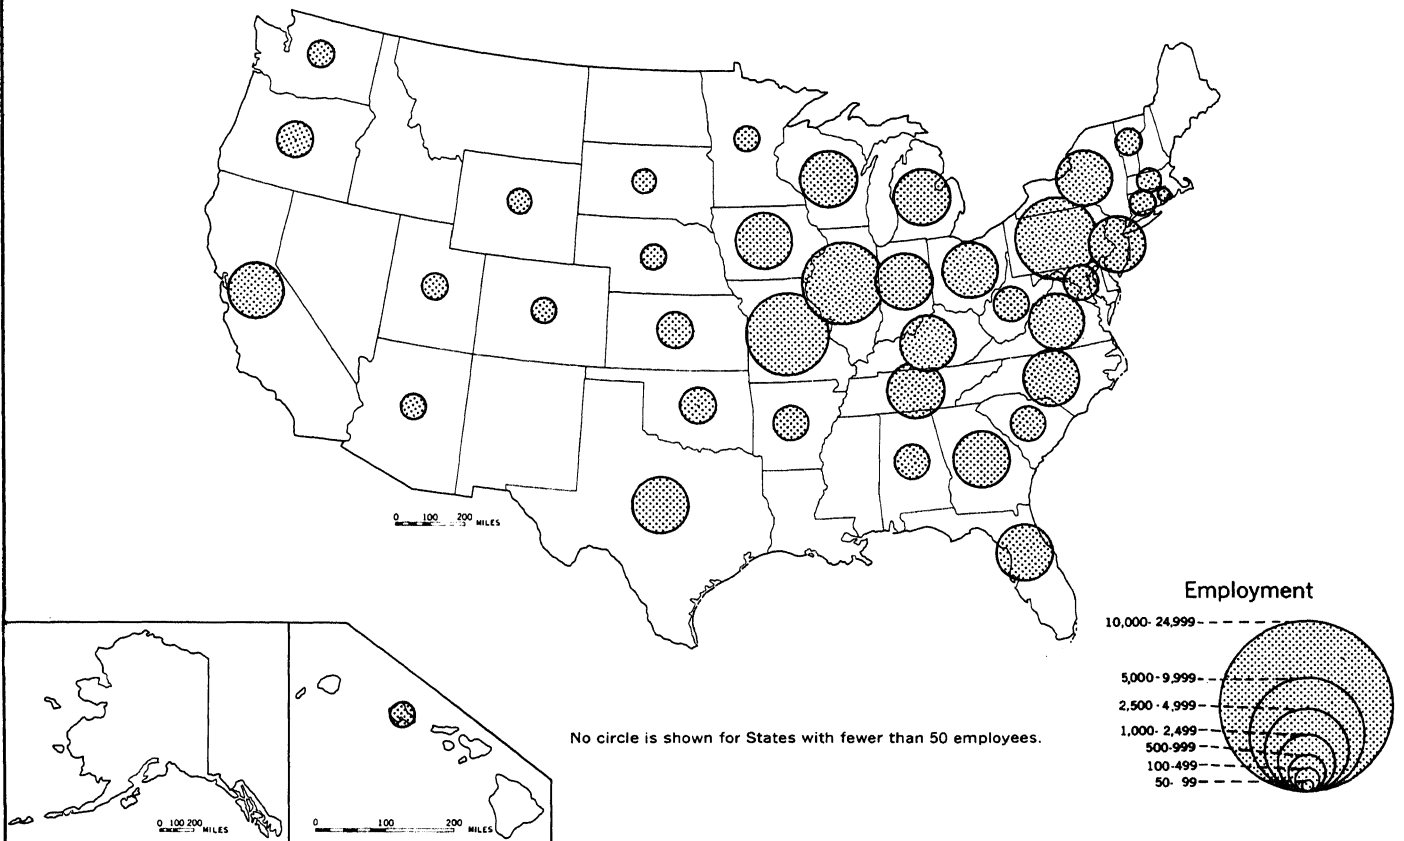 0 100 200 MILES
Employment
10,000- 24,999
5,000 - 9,999
2,500 - 4,999
1,000- 2,499
500-999
100-499
50- 99
No circle is shown for States with fewer than 50 employees.
0 100 200 MILES
0 100 200 MILES